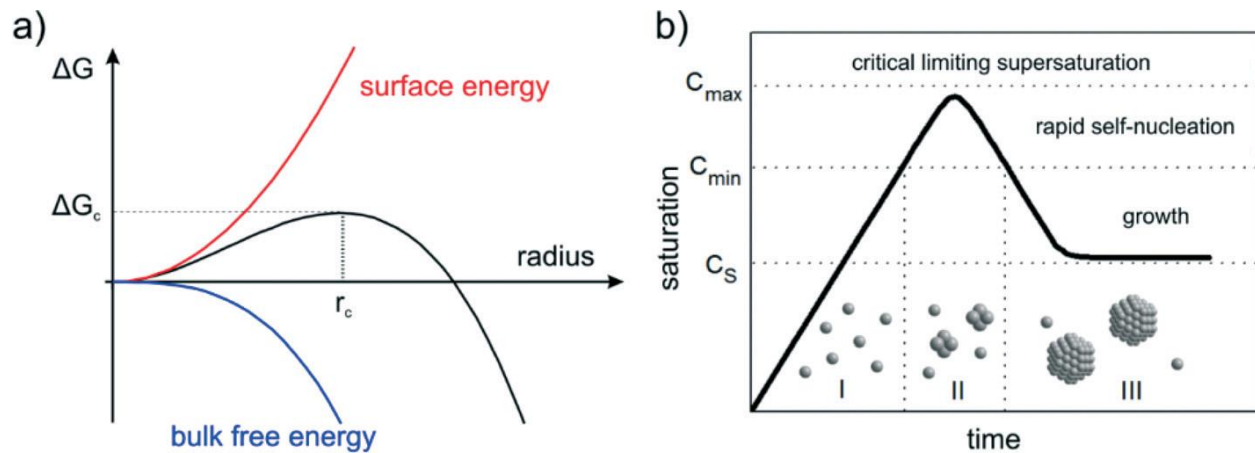 a)
ΔG
surface energy
ΔGc
radius
rc
bulk free energy
b)
critical limiting supersaturation
Cmax
rapid self-nucleation
Cmin
growth
CS
saturation
I
II
III
time